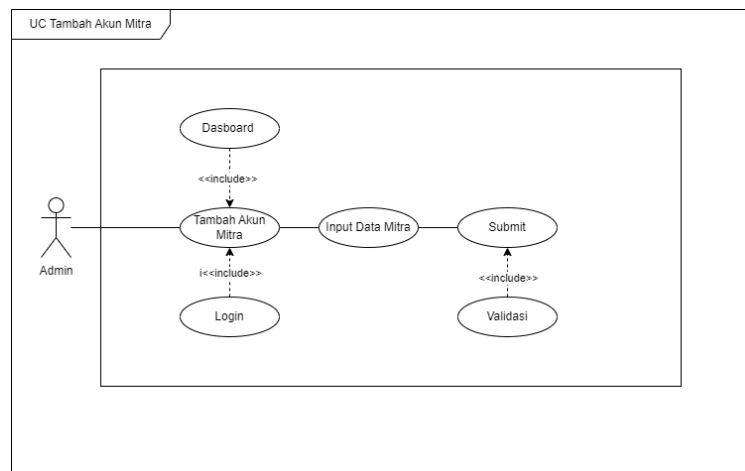 UC Tambah Akun Mitra
Dasboard
<<include>>
Tambah Akun
Mitra
Input Data Mitra
Submit
Admin
i<<include>>
<<include>>
Login
Validasi